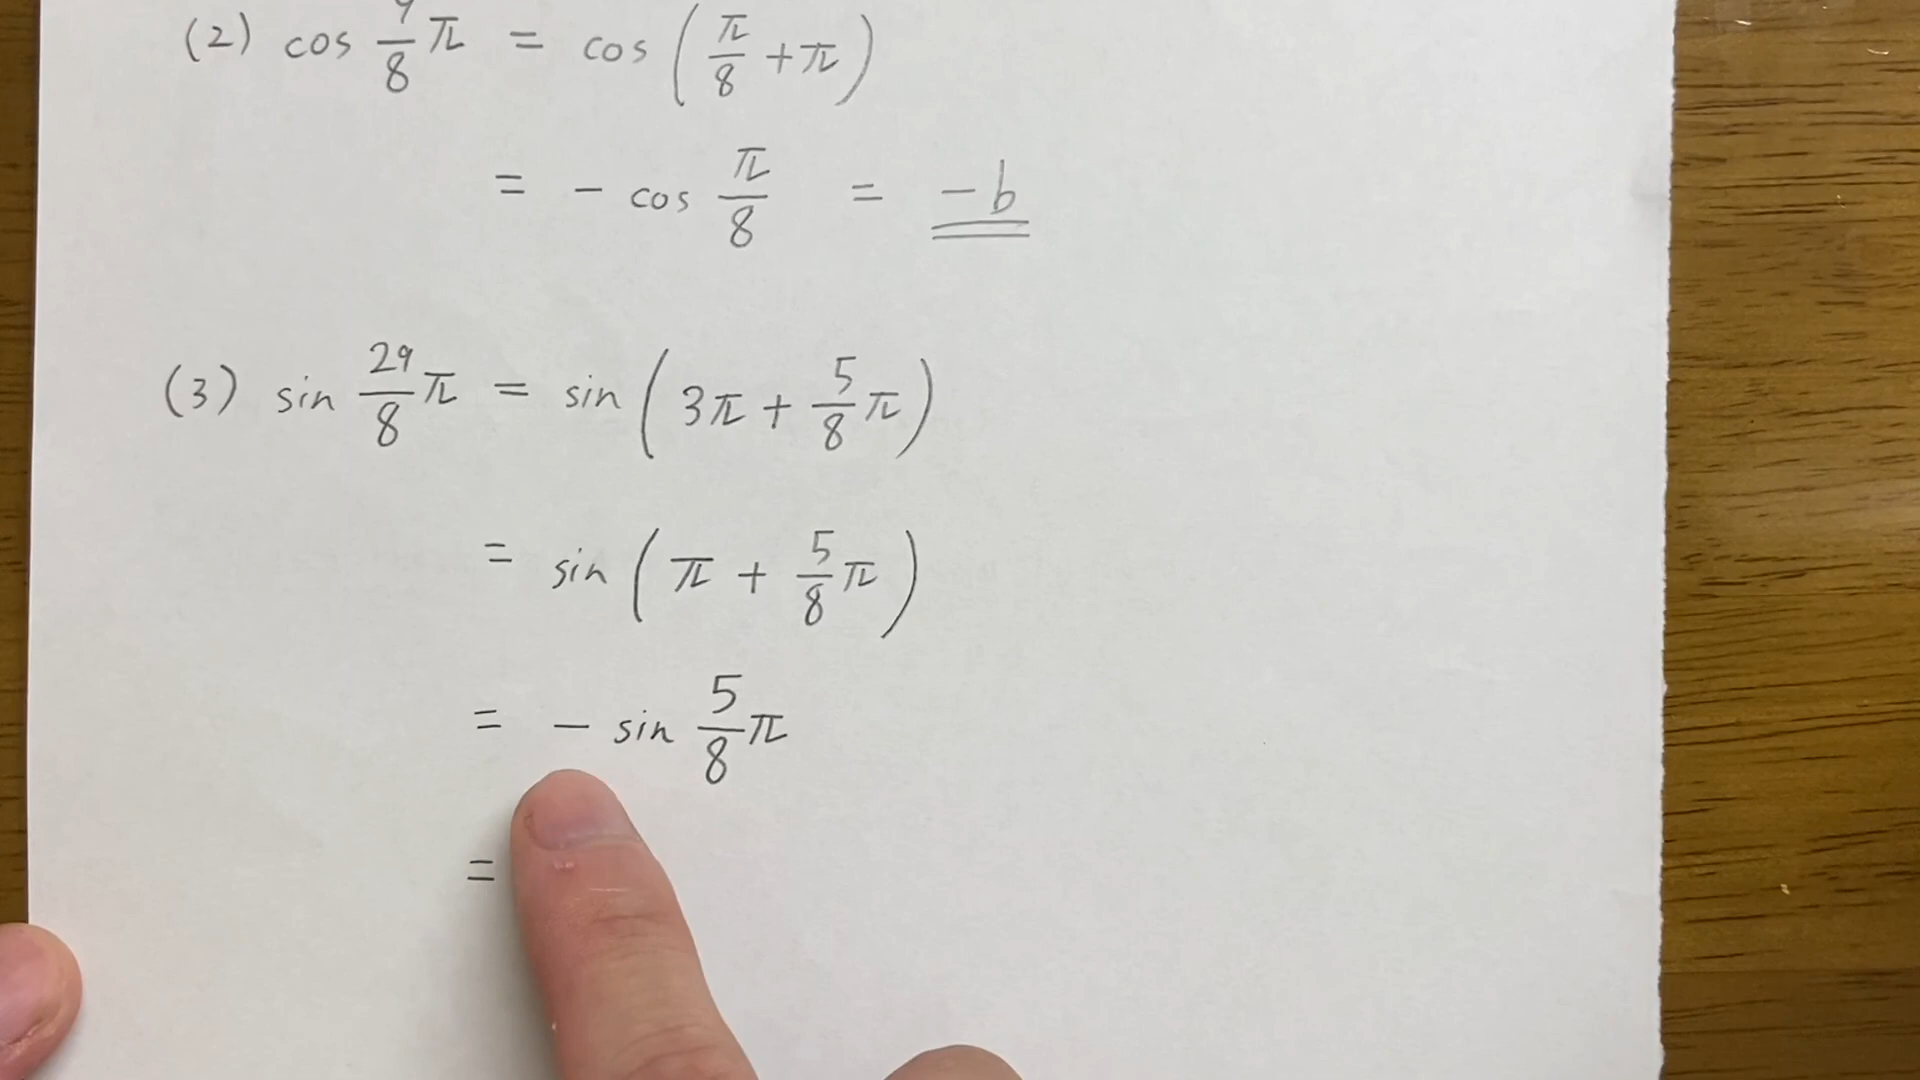 (2) cos 9/8 π = cos (π/8 + π)
= - cos π/8 = -b
(3) sin 29/8 π = sin (3π + 5/8 π)
= sin (π + 5/8 π)
= - sin 5/8 π
=